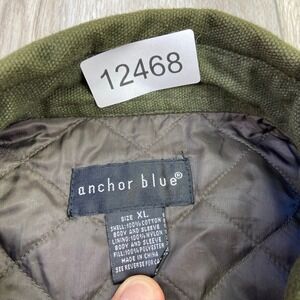 12468
anchor blue®
SIZE XL
SHELL:100%COTTON
BODY AND SLEEVE
LINING:100%NYLON
BODY AND SLEEVE
FILL:100%POLYESTER
MADE IN CHINA
SEE REVERSE FOR